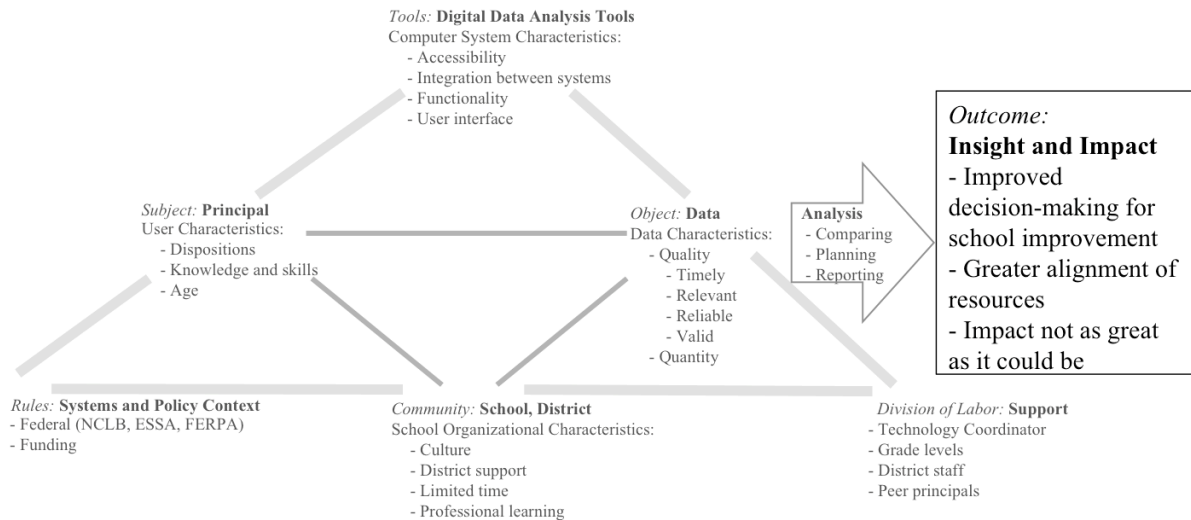 Tools: Digital Data Analysis Tools
Computer System Characteristics:
- Accessibility
- Integration between systems
- Functionality
- User interface
Subject: Principal
User Characteristics:
- Dispositions
- Knowledge and skills
- Age
Object: Data
Data Characteristics:
- Quality
- Timely
- Relevant
- Reliable
- Valid
- Quantity
Analysis
- Comparing
- Planning
- Reporting
Outcome:
Insight and Impact
- Improved
decision-making for
school improvement
- Greater alignment of
resources
- Impact not as great
as it could be
Rules: Systems and Policy Context
- Federal (NCLB, ESSA, FERPA)
- Funding
Community: School, District
School Organizational Characteristics:
- Culture
- District support
- Limited time
- Professional learning
Division of Labor: Support
- Technology Coordinator
- Grade levels
- District staff
- Peer principals